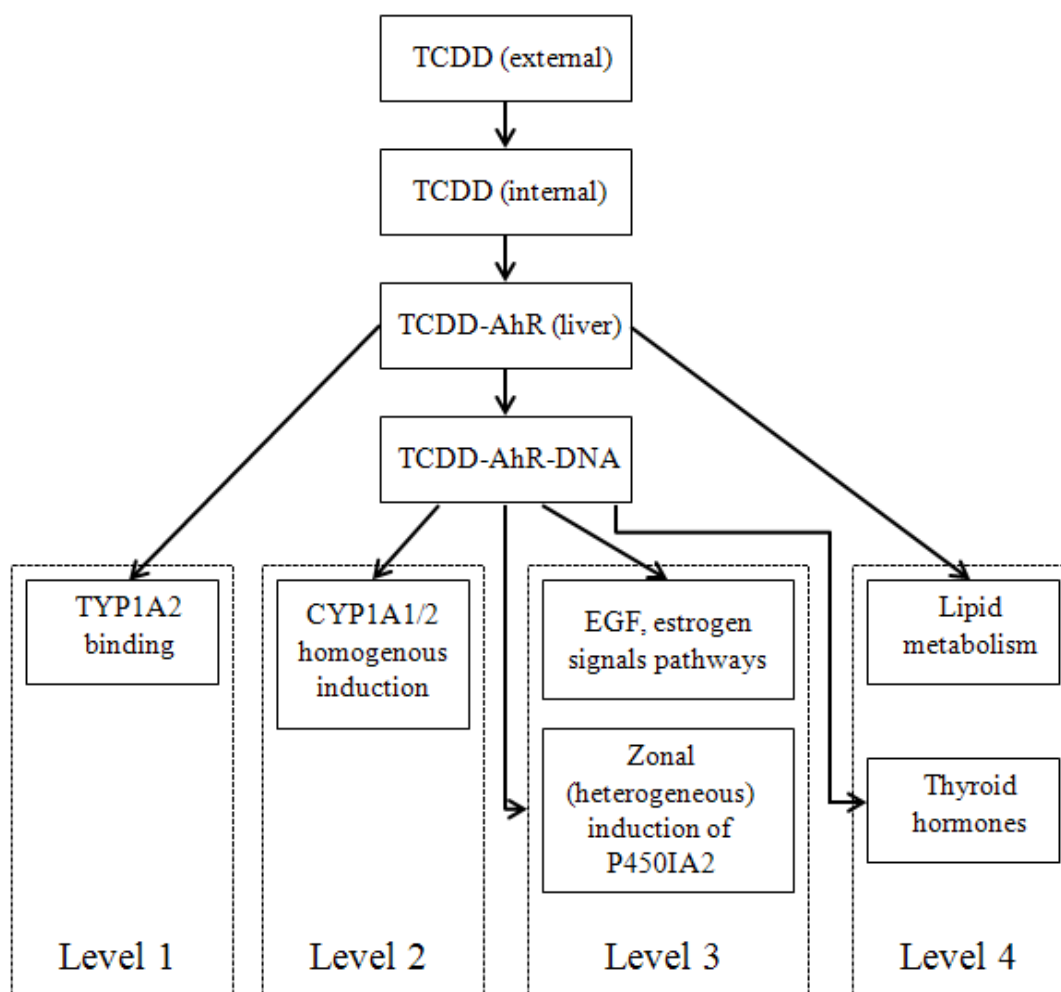 TCDD (external)
TCDD (internal)
TCDD-AhR (liver)
TCDD-AhR-DNA
TYP1A2
binding
CYP1A1/2
homogenous
induction
EGF, estrogen
signals pathways
Zonal
(heterogeneous)
induction of
P450IA2
Lipid
metabolism
Thyroid
hormones
Level 1
Level 2
Level 3
Level 4